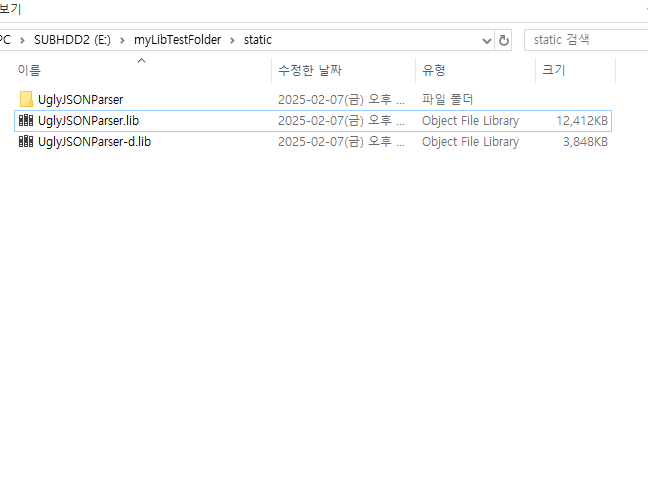 보기
PC > SUBHDD2 (E:) > myLibTestFolder > static
static 검색
이름 수정한 날짜 유형 크기
UglyJSONParser 2025-02-07(금) 오후 ... 파일 폴더
UglyJSONParser.lib 2025-02-07(금) 오후 ... Object File Library 12,412KB
UglyJSONParser-d.lib 2025-02-07(금) 오후 ... Object File Library 3,848KB